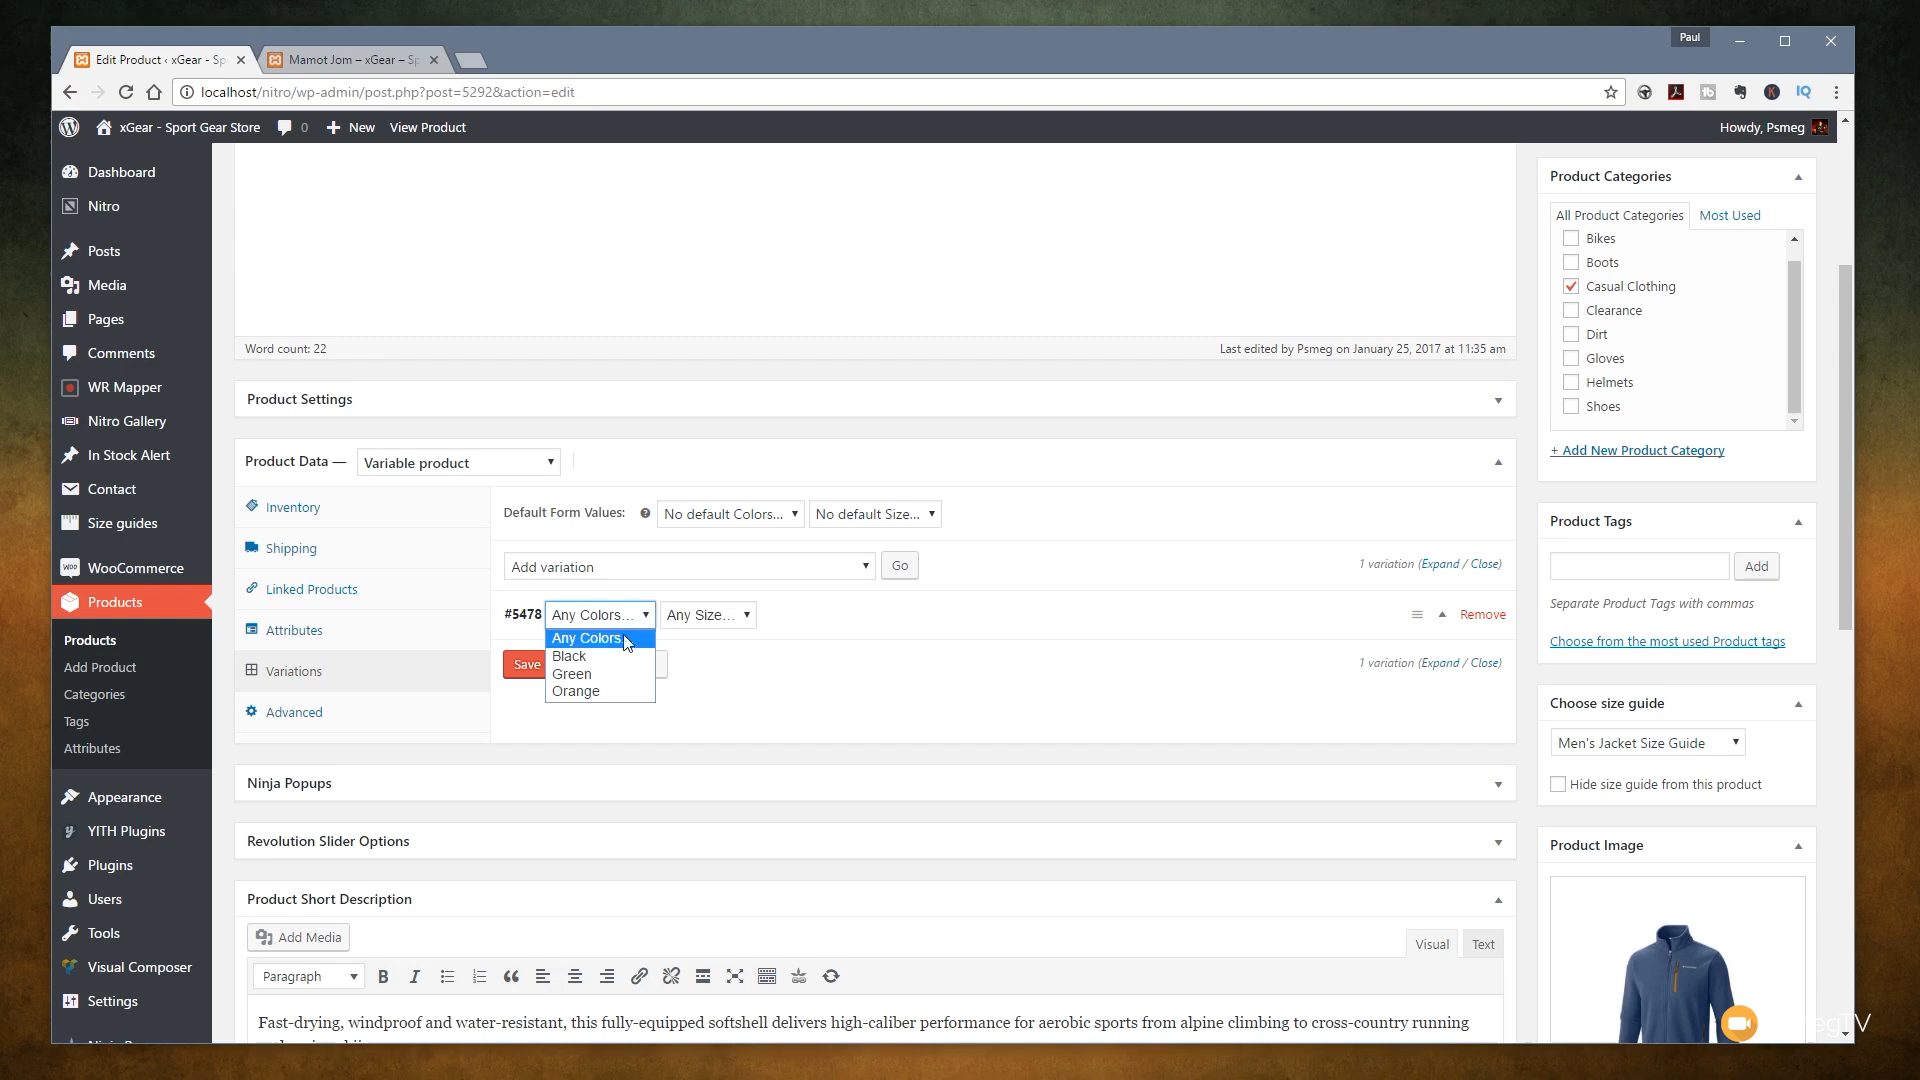 Paul
Edit Product ‹ xGear - Sp
Mamot Jom – xGear – Sp
localhost/nitro/wp-admin/post.php?post=5292&action=edit
xGear - Sport Gear Store
0
New
View Product
Howdy, Psmeg
Dashboard
Nitro
Posts
Media
Pages
Comments
WR Mapper
Nitro Gallery
In Stock Alert
Contact
Size guides
WooCommerce
Products
Products
Add Product
Categories
Tags
Attributes
Appearance
YITH Plugins
Plugins
Users
Tools
Visual Composer
Settings
Word count: 22
Last edited by Psmeg on January 25, 2017 at 11:35 am
Product Settings
Product Data —
Variable product
Inventory
Shipping
Linked Products
Attributes
Variations
Advanced
Default Form Values:
No default Colors...
No default Size...
Add variation
Go
1 variation (Expand / Close)
#5478
Any Colors...
Any Size...
Remove
Any Colors
Black
Green
Orange
Save
1 variation (Expand / Close)
Ninja Popups
Revolution Slider Options
Product Short Description
Add Media
Visual
Text
Paragraph
Fast-drying, windproof and water-resistant, this fully-equipped softshell delivers high-caliber performance for aerobic sports from alpine climbing to cross-country running
Product Categories
All Product Categories
Most Used
Bikes
Boots
Casual Clothing
Clearance
Dirt
Gloves
Helmets
Shoes
+ Add New Product Category
Product Tags
Add
Separate Product Tags with commas
Choose from the most used Product tags
Choose size guide
Men's Jacket Size Guide
Hide size guide from this product
Product Image